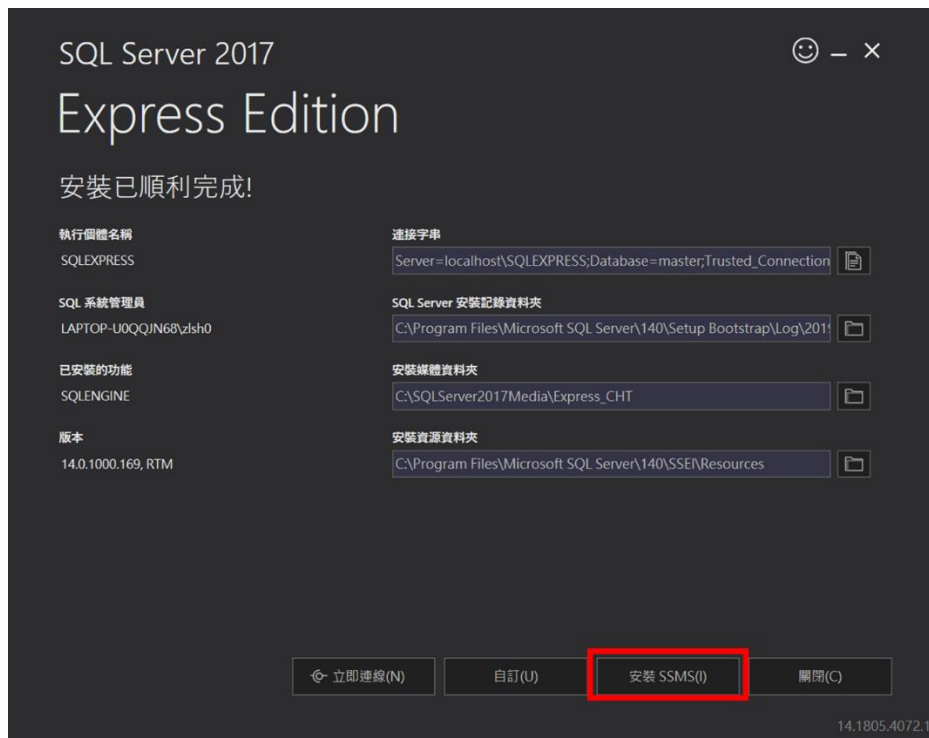 SQL Server 2017
Express Edition
安裝已順利完成!
執行個體名稱
SQLEXPRESS
連接字串
Server=localhost\SQLEXPRESS;Database=master;Trusted_Connection
SQL 系統管理員
LAPTOP-U0QQJN68\zlsh0
SQL Server 安裝記錄資料夾
C:\Program Files\Microsoft SQL Server\140\Setup Bootstrap\Log\201
已安裝的功能
SQLENGINE
安裝媒體資料夾
C:\SQLServer2017Media\Express_CHT
版本
14.0.1000.169, RTM
安裝資源資料夾
C:\Program Files\Microsoft SQL Server\140\SSEI\Resources
立即連線(N)
自訂(U)
安裝 SSMS(I)
關閉(C)
14.1805.4072.1